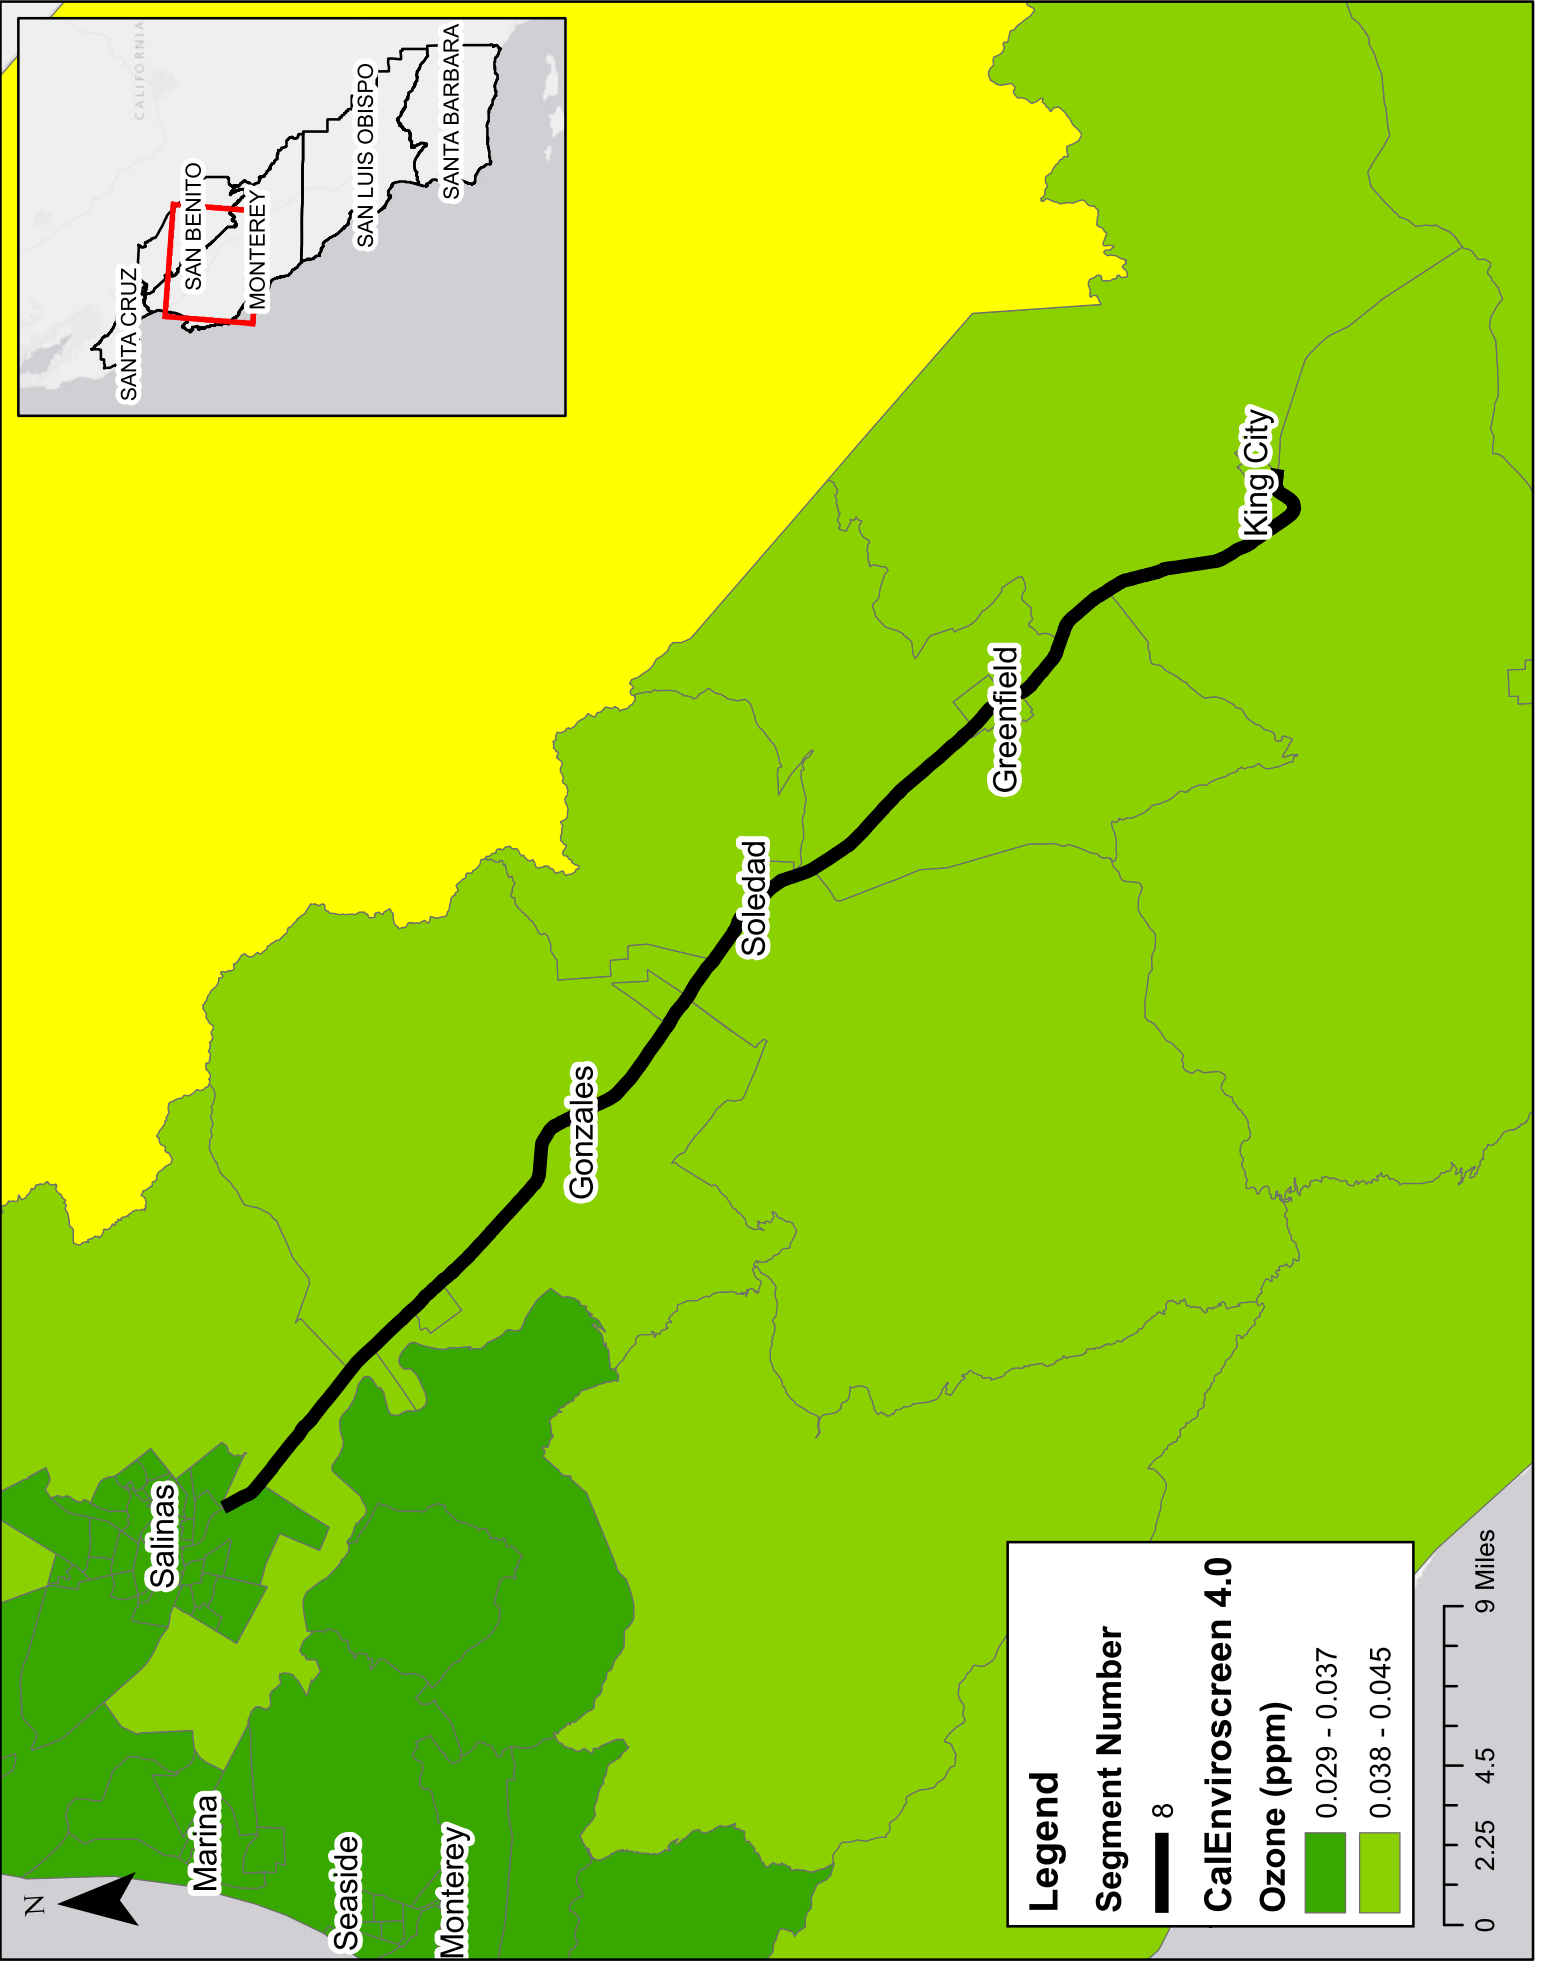 CALIFORNIA
SANTA CRUZ
SAN BENITO
MONTEREY
SAN LUIS OBISPO
SANTA BARBARA
N
Salinas
Marina
Seaside
Monterey
Gonzales
Soledad
Greenfield
King City
Legend
Segment Number
8
CalEnviroscreen 4.0
Ozone (ppm)
0.029 - 0.037
0.038 - 0.045
0 2.25 4.5 9 Miles